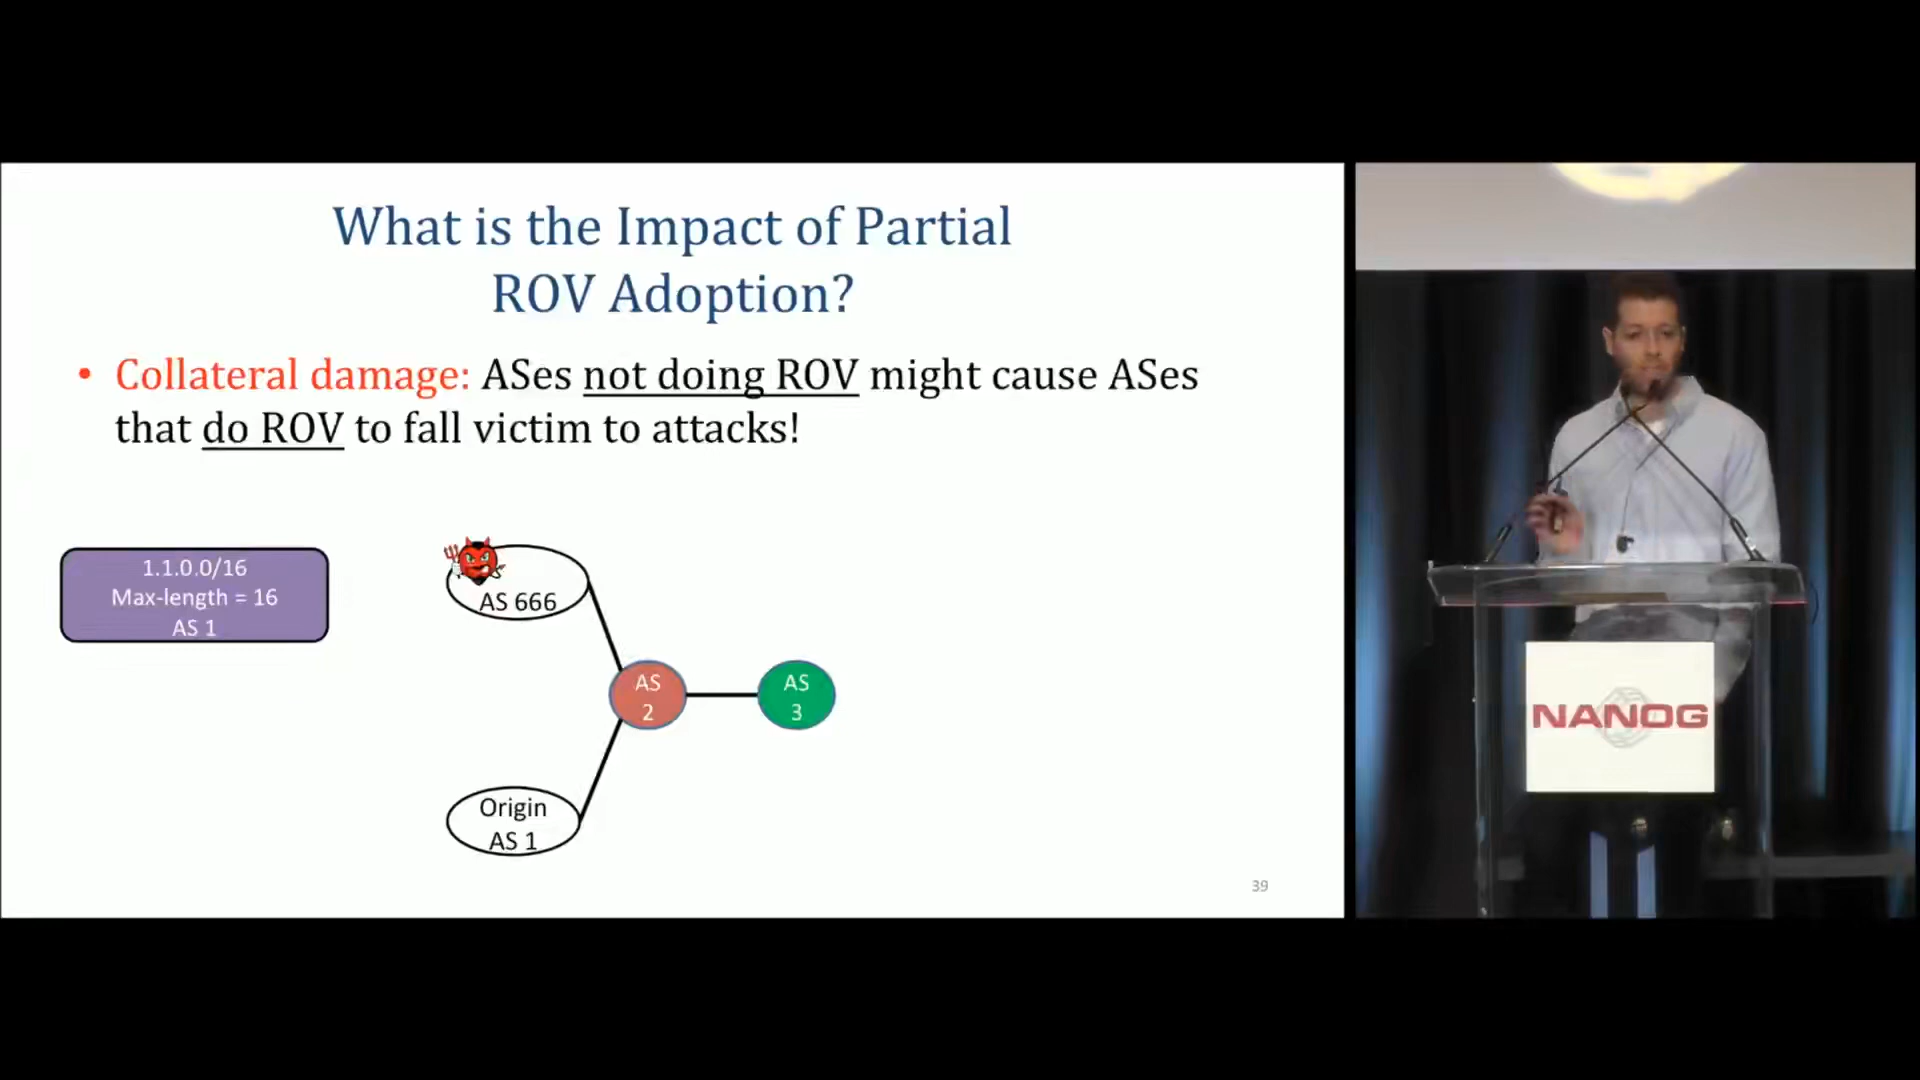 What is the Impact of Partial
ROV Adoption?
• Collateral damage: ASes not doing ROV might cause ASes
that do ROV to fall victim to attacks!
1.1.0.0/16
Max-length = 16
AS 1
AS 666
AS
2
AS
3
Origin
AS 1
39
NANOG